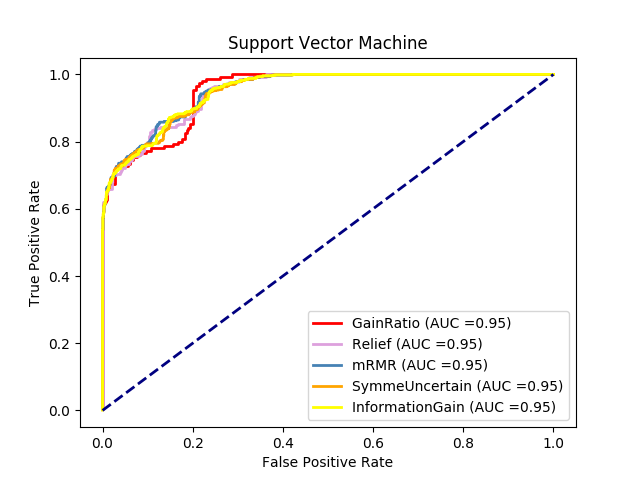 Support Vector Machine
True Positive Rate
1.0
0.8
0.6
0.4
0.2
0.0
GainRatio (AUC =0.95)
Relief (AUC =0.95)
mRMR (AUC =0.95)
SymmeUncertain (AUC =0.95)
InformationGain (AUC =0.95)
0.0 0.2 0.4 0.6 0.8 1.0
False Positive Rate